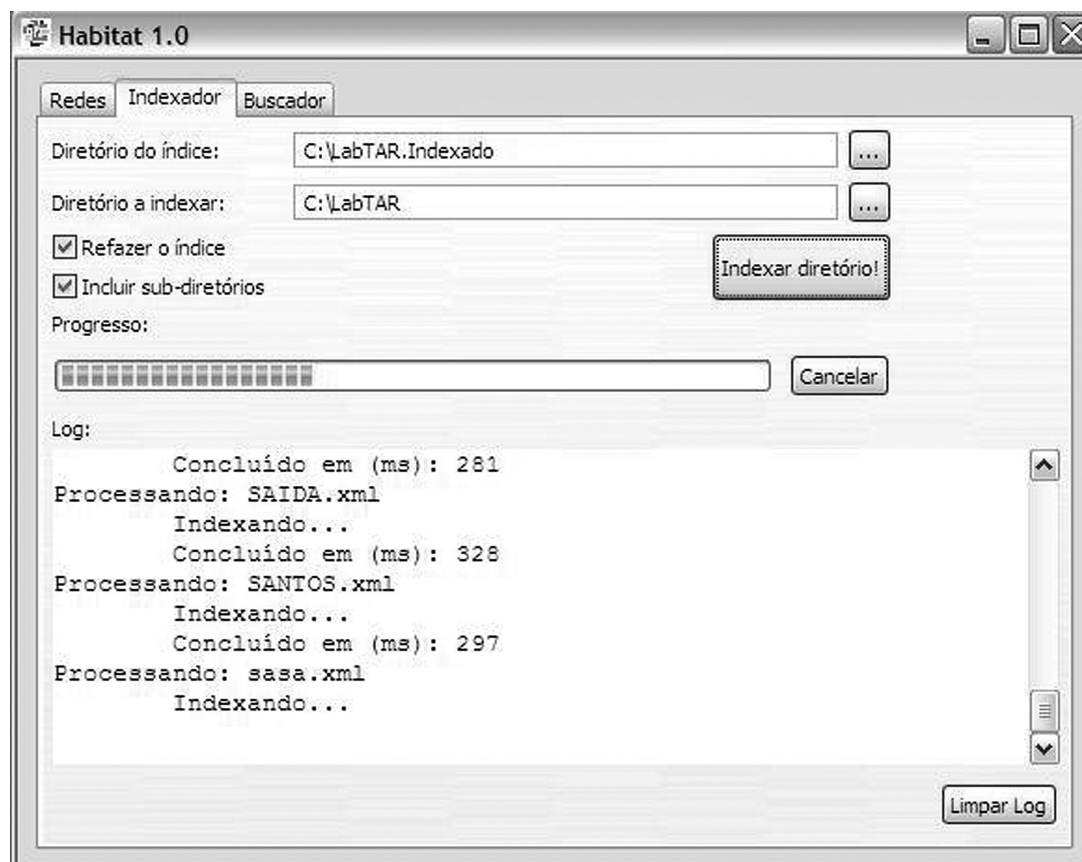 Habitat 1.0
Redes Indexador Buscador
Diretório do índice: C:\LabTAR.Indexado ...
Diretório a indexar: C:\LabTAR ...
Refazer o índice
Indexar diretório!
Incluir sub-diretórios
Progresso:
Cancelar
Log:
Concluído em (ms): 281
Processando: SAIDA.xml
Indexando...
Concluído em (ms): 328
Processando: SANTOS.xml
Indexando...
Concluído em (ms): 297
Processando: sasa.xml
Indexando...
Limpar Log